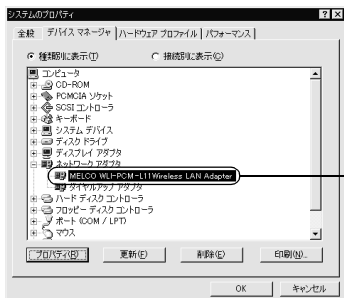 システムのプロパティ
全般 デバイス マネージャ ハードウェア プロファイル パフォーマンス
種類別に表示(T) 接続別に表示(C)
コンピュータ
CD-ROM
PCMCIA ソケット
SCSI コントローラ
キーボード
システム デバイス
ディスク ドライブ
ディスプレイ アダプタ
ネットワーク アダプタ
MELCO WLI-PCM-L11 Wireless LAN Adapter
ダイヤルアップ アダプタ
ハード ディスク コントローラ
フロッピー ディスク コントローラ
ポート (COM / LPT)
マウス
プロパティ(R) 更新(F) 削除(E) 印刷(N)...
OK キャンセル